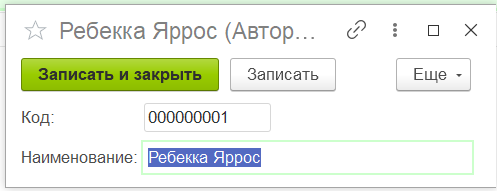 Ребекка Яррос (Автор...
Записать и закрыть Записать Еще
Код: 000000001
Наименование: Ребекка Яррос